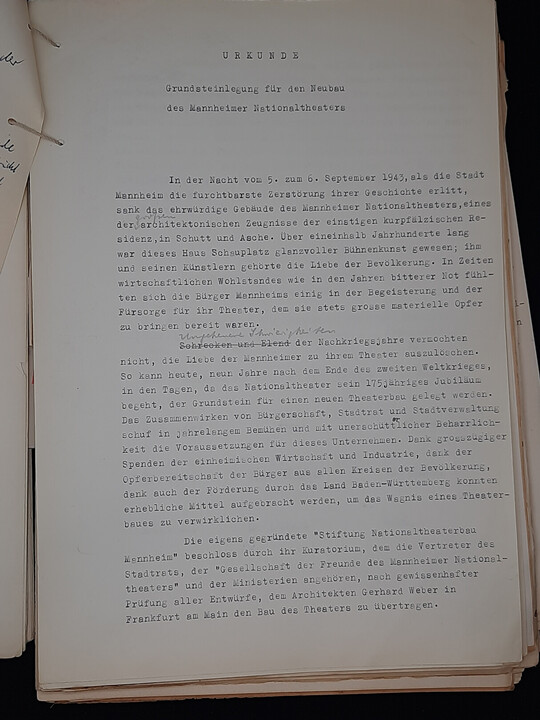 U R K U N D E
Grundsteinlegung für den Neubau
des Mannheimer Nationaltheaters
In der Nacht vom 5. zum 6. September 1943, als die Stadt
Mannheim die furchtbarste Zerstörung ihrer Geschichte erlitt,
sank das ehrwürdige Gebäude des Mannheimer Nationaltheaters, eines
großen
der architektonischen Zeugnisse der einstigen kurpfälzischen Re-
sidenz, in Schutt und Asche. Über eineinhalb Jahrhunderte lang
war dieses Haus Schauplatz glanzvoller Bühnenkunst gewesen; ihm
und seinen Künstlern gehörte die Liebe der Bevölkerung. In Zeiten
wirtschaftlichen Wohlstandes wie in den Jahren bitterer Not fühl-
ten sich die Bürger Mannheims einig in der Begeisterung und der
Fürsorge für ihr Theater, dem sie stets grosse materielle Opfer
zu bringen bereit waren.
Ungeheuere Schwierigkeiten
Schrecken und Elend der Nachkriegsjahre vermochten
nicht, die Liebe der Mannheimer zu ihrem Theater auszulöschen.
So kann heute, neun Jahre nach dem Ende des zweiten Weltkrieges,
in den Tagen, da das Nationaltheater sein 175jähriges Jubiläum
begeht, der Grundstein für einen neuen Theaterbau gelegt werden.
Das Zusammenwirken von Bürgerschaft, Stadtrat und Stadtverwaltung
schuf in jahrelangem Bemühen und mit unerschüttlicher Beharrlich-
keit die Voraussetzungen für dieses Unternehmen. Dank grosszügiger
Spenden der einheimischen Wirtschaft und Industrie, dank der
Opferbereitschaft der Bürger aus allen Kreisen der Bevölkerung,
dank auch der Förderung durch das Land Baden-Württemberg konnten
erhebliche Mittel aufgebracht werden, um das Wagnis eines Theater-
baues zu verwirklichen.
Die eigens gegründete "Stiftung Nationaltheaterbau
Mannheim" beschloss durch ihr Kuratorium, dem die Vertreter des
Stadtrats, der "Gesellschaft der Freunde des Mannheimer National-
theaters" und der Ministerien angehören, nach gewissenhafter
Prüfung aller Entwürfe, dem Architekten Gerhard Weber in
Frankfurt am Main den Bau des Theaters zu übertragen.